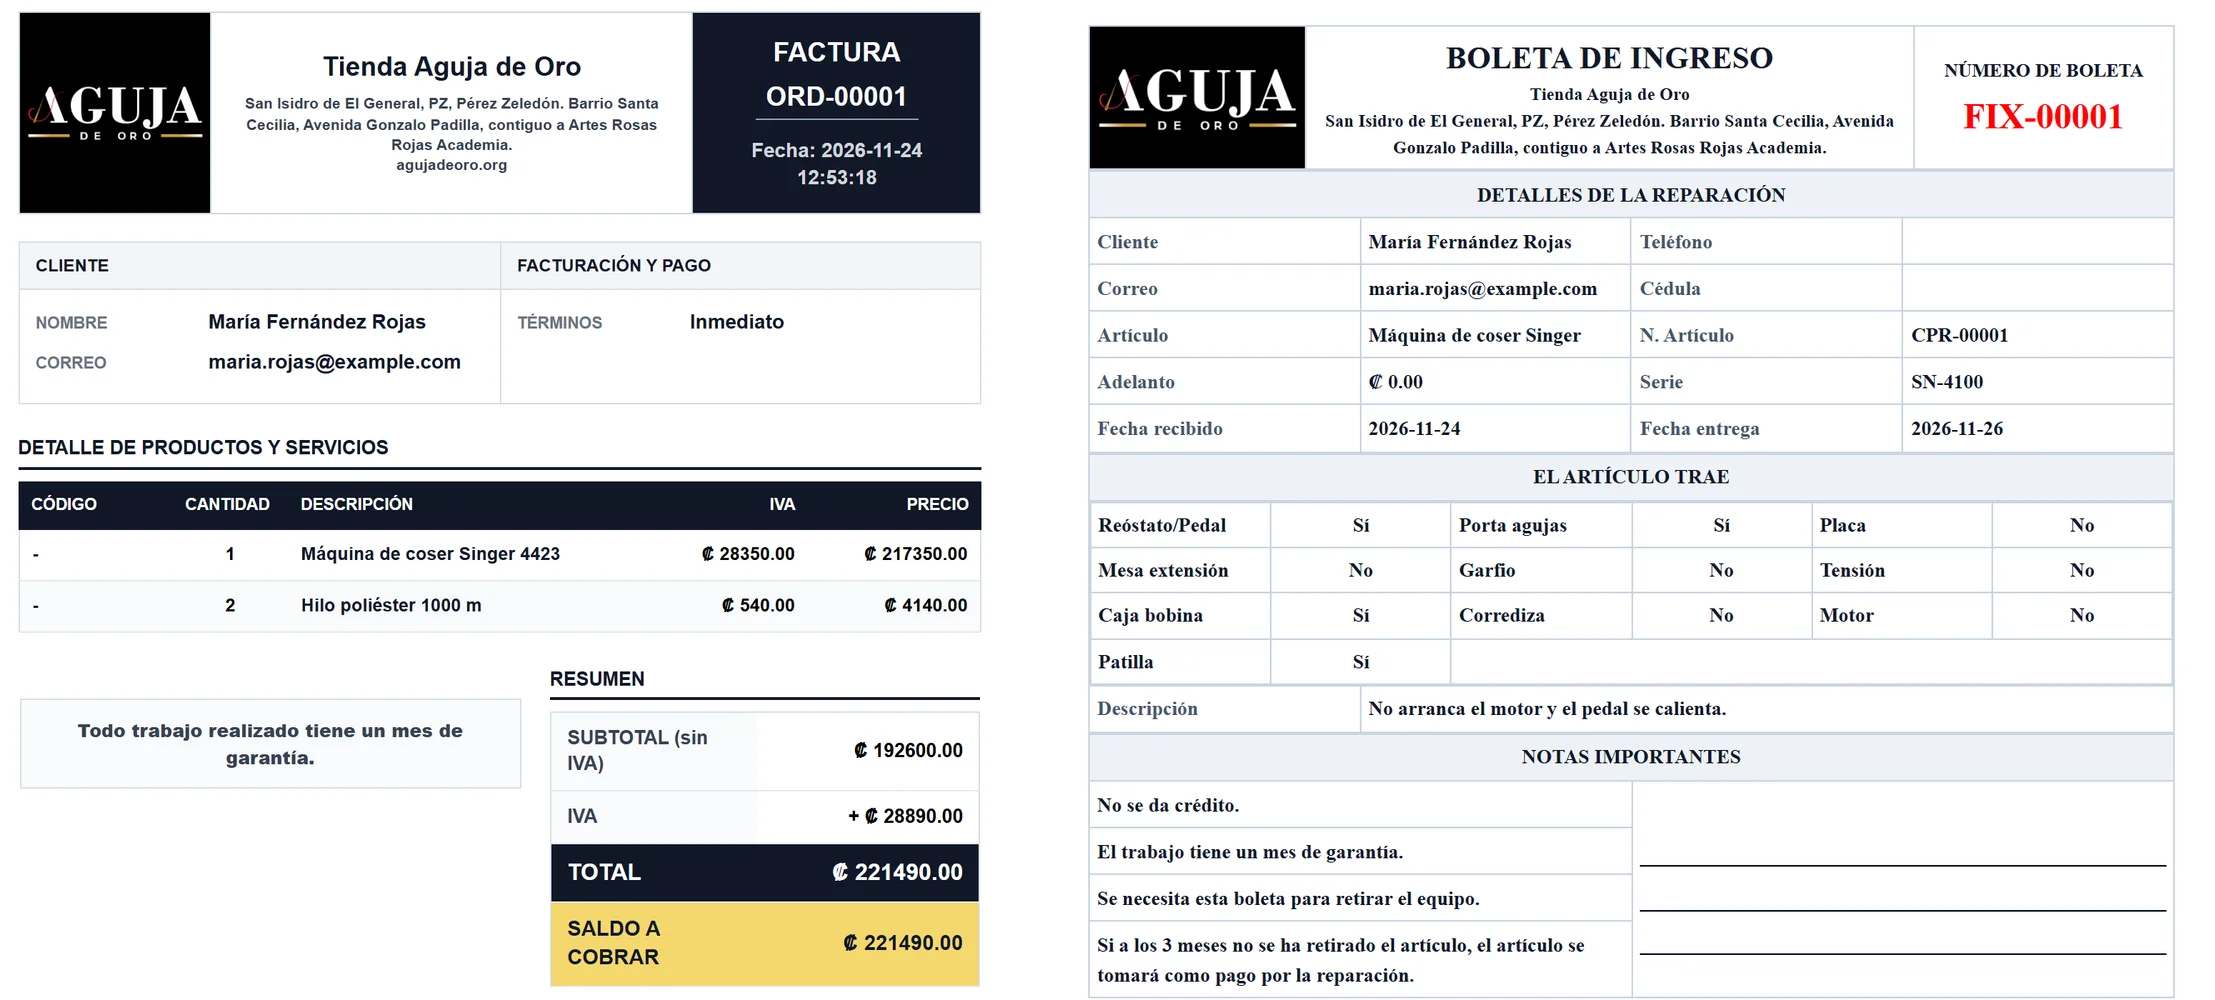 AGUJA
DE ORO
Tienda Aguja de Oro
San Isidro de El General, PZ, Pérez Zeledón. Barrio Santa
Cecilia, Avenida Gonzalo Padilla, contiguo a Artes Rosas
Rojas Academia.
agujadeoro.org
FACTURA
ORD-00001
Fecha: 2026-11-24
12:53:18
CLIENTE
FACTURACIÓN Y PAGO
NOMBRE María Fernández Rojas
CORREO maria.rojas@example.com
TÉRMINOS Inmediato
DETALLE DE PRODUCTOS Y SERVICIOS
CÓDIGO CANTIDAD DESCRIPCIÓN IVA PRECIO
- 1 Máquina de coser Singer 4423 ₡ 28350.00 ₡ 217350.00
- 2 Hilo poliéster 1000 m ₡ 540.00 ₡ 4140.00
Todo trabajo realizado tiene un mes de
garantía.
RESUMEN
SUBTOTAL (sin
IVA) ₡ 192600.00
IVA + ₡ 28890.00
TOTAL ₡ 221490.00
SALDO A
COBRAR ₡ 221490.00
AGUJA
DE ORO
BOLETA DE INGRESO
Tienda Aguja de Oro
San Isidro de El General, PZ, Pérez Zeledón. Barrio Santa Cecilia, Avenida
Gonzalo Padilla, contiguo a Artes Rosas Rojas Academia.
NÚMERO DE BOLETA
FIX-00001
DETALLES DE LA REPARACIÓN
Cliente María Fernández Rojas Teléfono
Correo maria.rojas@example.com Cédula
Artículo Máquina de coser Singer N. Artículo CPR-00001
Adelanto ₡ 0.00 Serie SN-4100
Fecha recibido 2026-11-24 Fecha entrega 2026-11-26
EL ARTÍCULO TRAE
Reóstato/Pedal Sí Porta agujas Sí Placa No
Mesa extensión No Garfio No Tensión No
Caja bobina Sí Corrediza No Motor No
Patilla Sí
Descripción No arranca el motor y el pedal se calienta.
NOTAS IMPORTANTES
No se da crédito.
El trabajo tiene un mes de garantía.
Se necesita esta boleta para retirar el equipo.
Si a los 3 meses no se ha retirado el artículo, el artículo se
tomará como pago por la reparación.